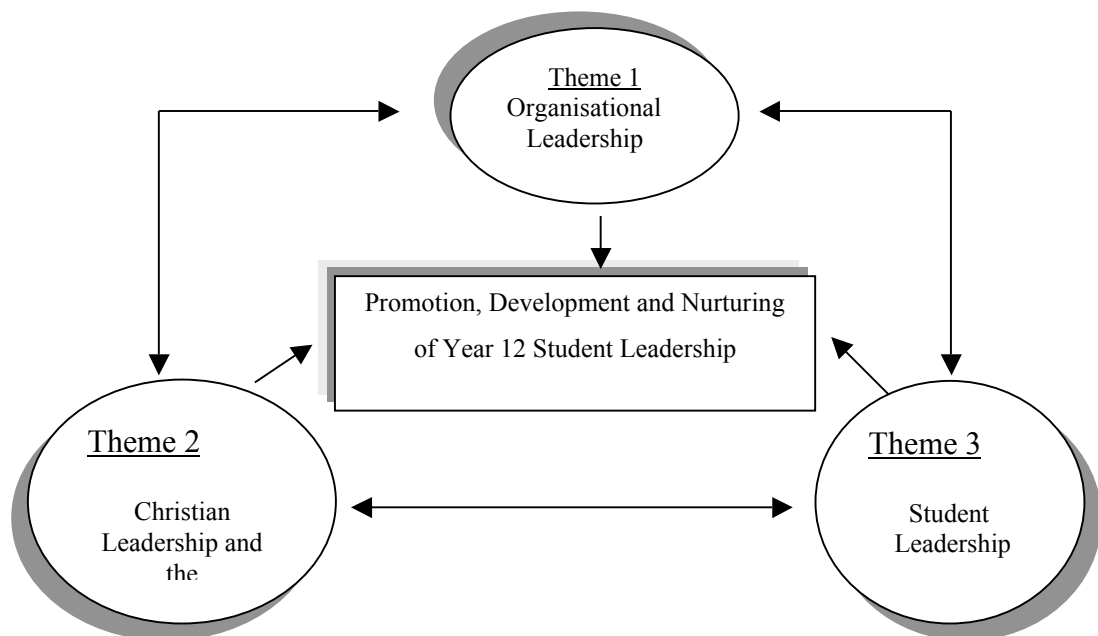 Theme 1
Organisational
Leadership
Promotion, Development and Nurturing
of Year 12 Student Leadership
Theme 2
Christian
Leadership and
the
Theme 3
Student
Leadership